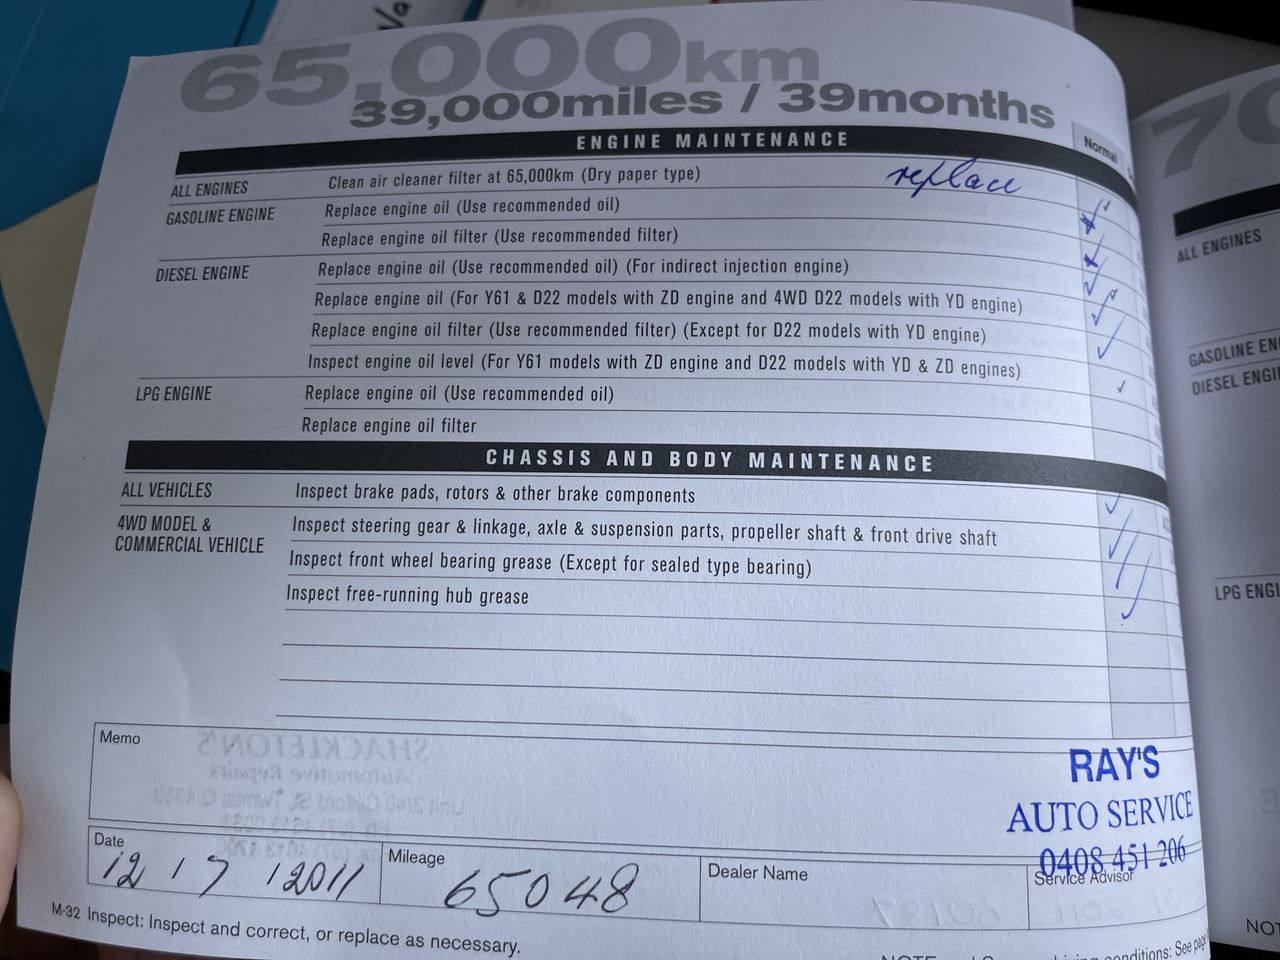 65,000km
39,000miles / 39months
ENGINE MAINTENANCE
Normal
ALL ENGINES Clean air cleaner filter at 65,000km (Dry paper type) replace
GASOLINE ENGINE Replace engine oil (Use recommended oil)
Replace engine oil filter (Use recommended filter)
DIESEL ENGINE Replace engine oil (Use recommended oil) (For indirect injection engine)
Replace engine oil (For Y61 & D22 models with ZD engine and 4WD D22 models with YD engine)
Replace engine oil filter (Use recommended filter) (Except for D22 models with YD engine)
Inspect engine oil level (For Y61 models with ZD engine and D22 models with YD & ZD engines)
LPG ENGINE Replace engine oil (Use recommended oil)
Replace engine oil filter
CHASSIS AND BODY MAINTENANCE
ALL VEHICLES Inspect brake pads, rotors & other brake components
4WD MODEL & COMMERCIAL VEHICLE Inspect steering gear & linkage, axle & suspension parts, propeller shaft & front drive shaft
Inspect front wheel bearing grease (Except for sealed type bearing)
Inspect free-running hub grease
Memo
RAY'S
AUTO SERVICE
0408 451 206
Date 12 / 7 / 2011
Mileage 65048
Dealer Name
Service Advisor
M-32 Inspect: Inspect and correct, or replace as necessary.
70
ALL ENGINES
GASOLINE EN
DIESEL ENGI
LPG ENGI